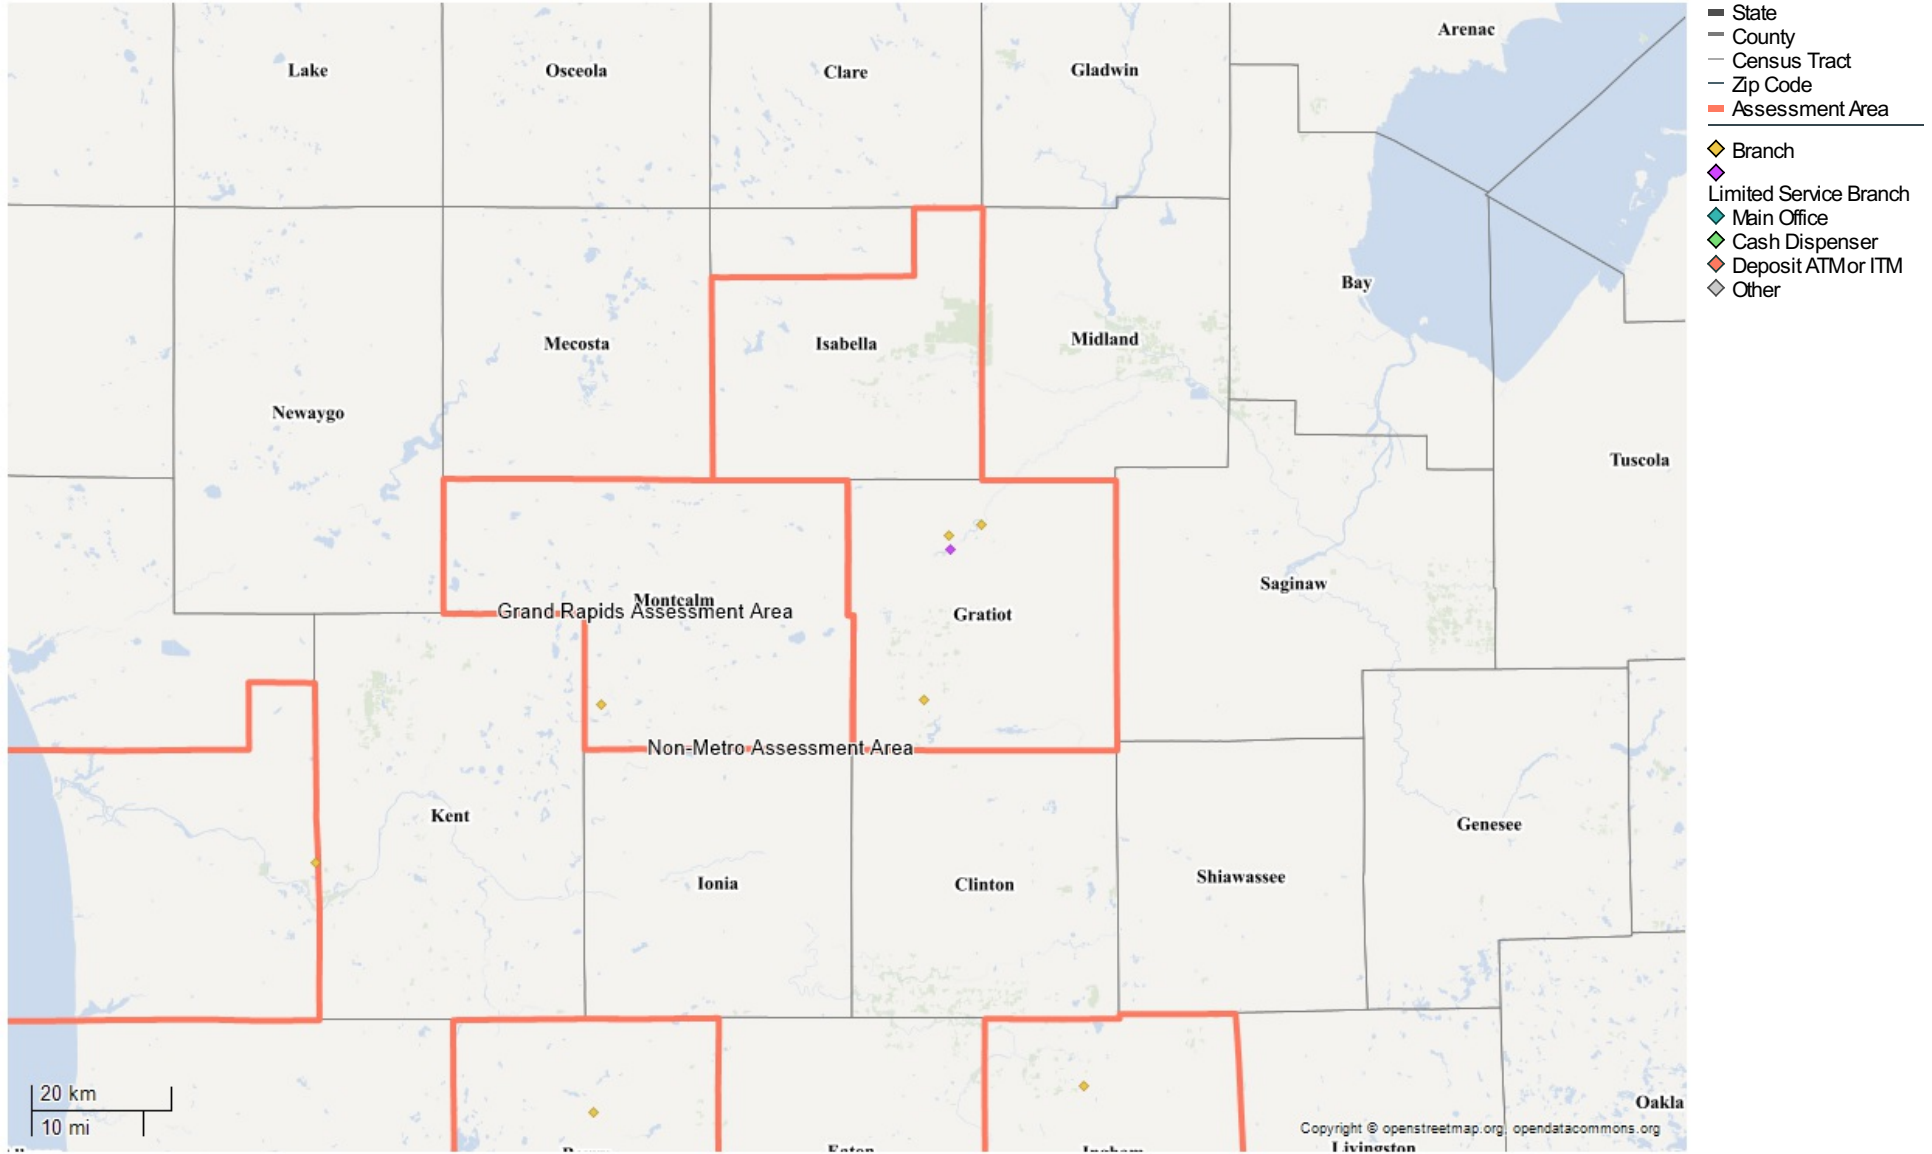 Lake
Osceola
Clare
Gladwin
Arenac
Bay
Mecosta
Isabella
Midland
Newaygo
Tuscola
Montcalm
Grand Rapids Assessment Area
Gratiot
Saginaw
Non-Metro Assessment Area
Kent
Ionia
Clinton
Shiawassee
Genesee
20 km
10 mi
Oakla
Copyright © openstreetmap.org, opendatacommons.org
Eaton
Ingham
Livingston
State
County
Census Tract
Zip Code
Assessment Area
Branch
Limited Service Branch
Main Office
Cash Dispenser
Deposit ATM or ITM
Other